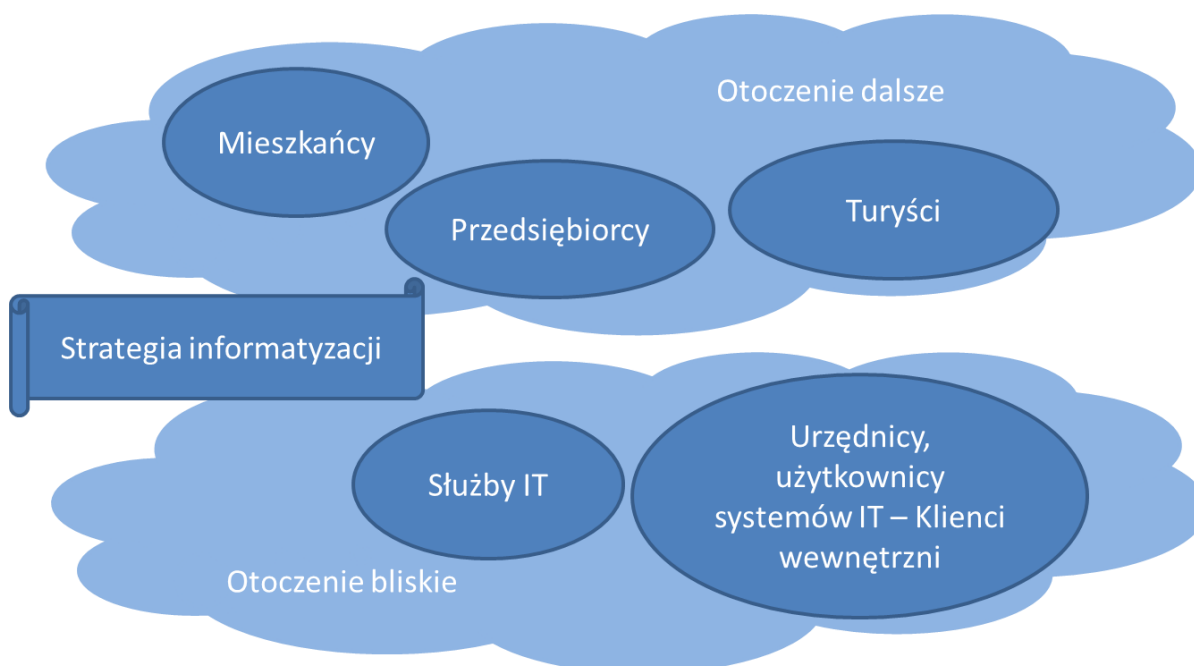 Otoczenie dalsze
Mieszkańcy
Przedsiębiorcy
Turyści
Strategia informatyzacji
Służby IT
Urzędnicy,
użytkownicy
systemów IT – Klienci
wewnętrzni
Otoczenie bliskie